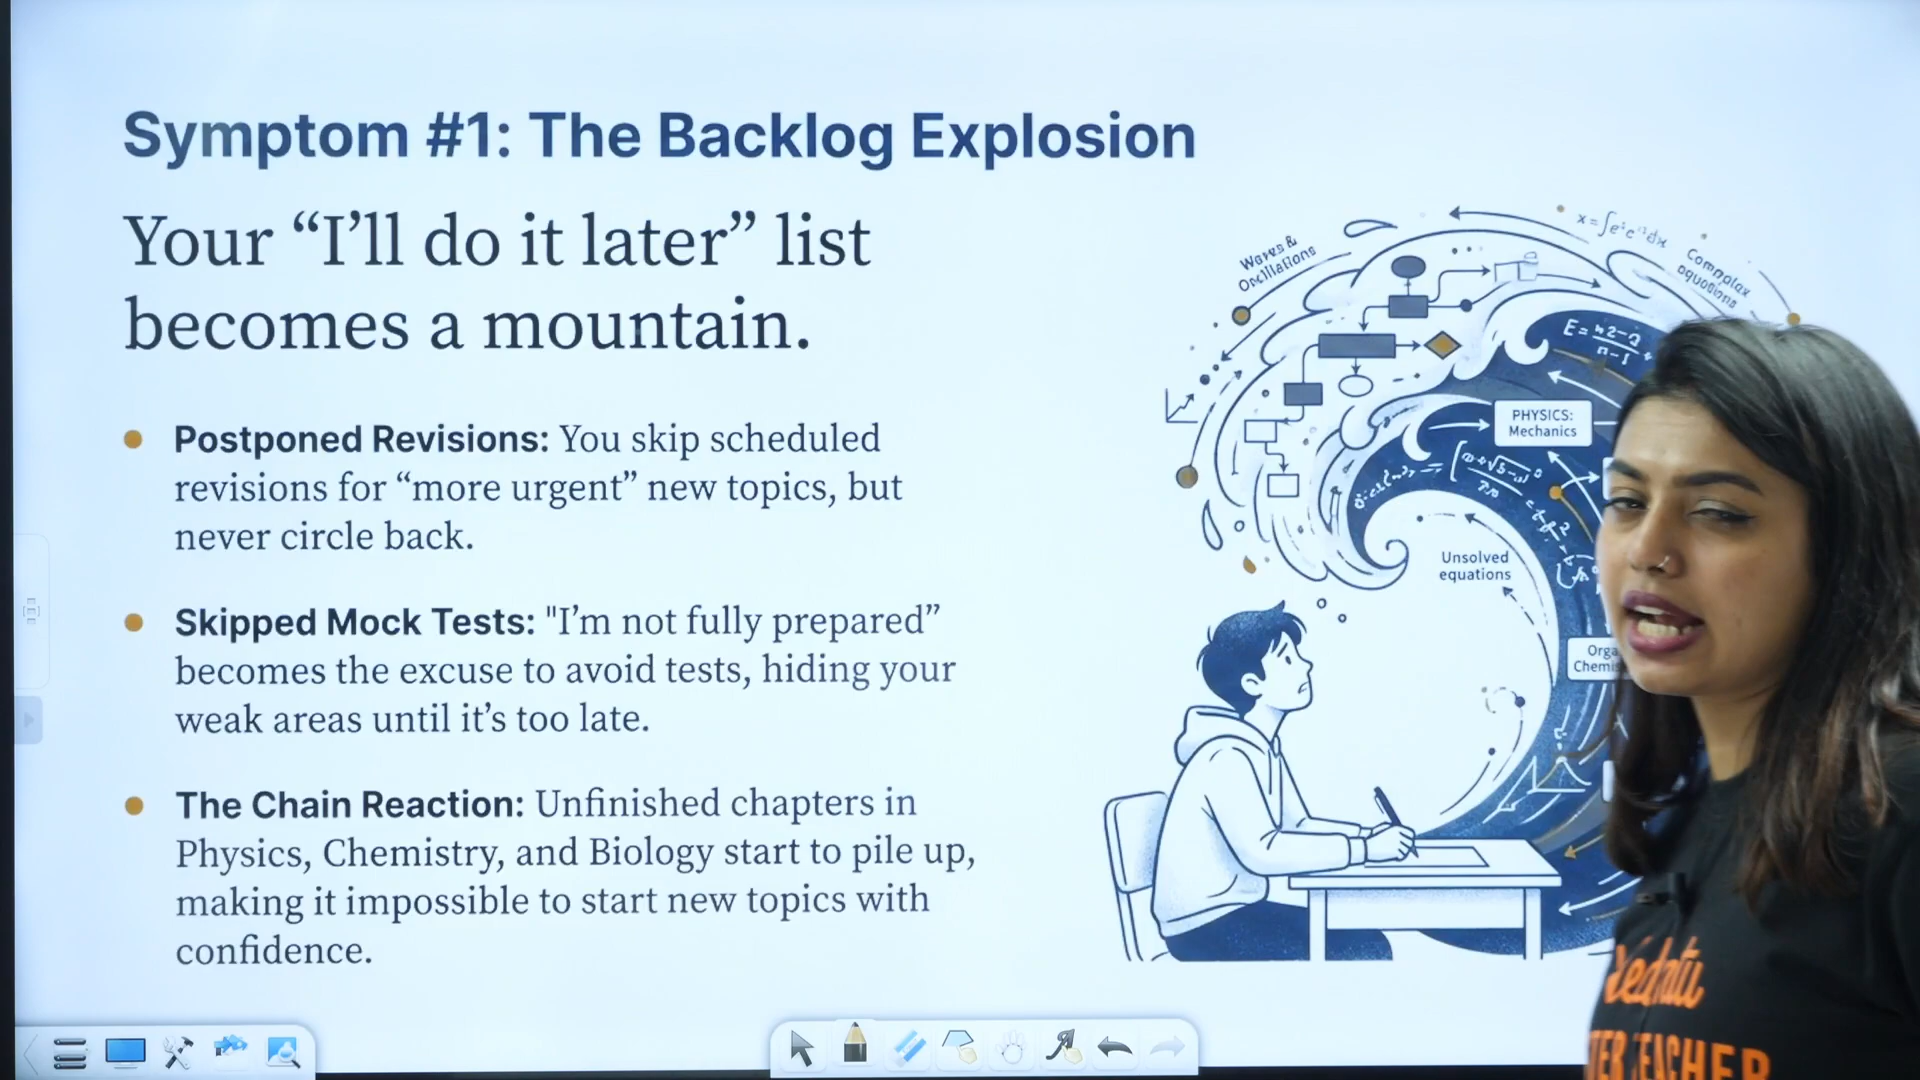 Symptom #1: The Backlog Explosion
Your “I’ll do it later” list
becomes a mountain.
Postponed Revisions: You skip scheduled
revisions for “more urgent” new topics, but
never circle back.
Skipped Mock Tests: "I’m not fully prepared”
becomes the excuse to avoid tests, hiding your
weak areas until it’s too late.
The Chain Reaction: Unfinished chapters in
Physics, Chemistry, and Biology start to pile up,
making it impossible to start new topics with
confidence.
Waves &
Complex
PHYSICS:
Mechanics
Unsolved
equations